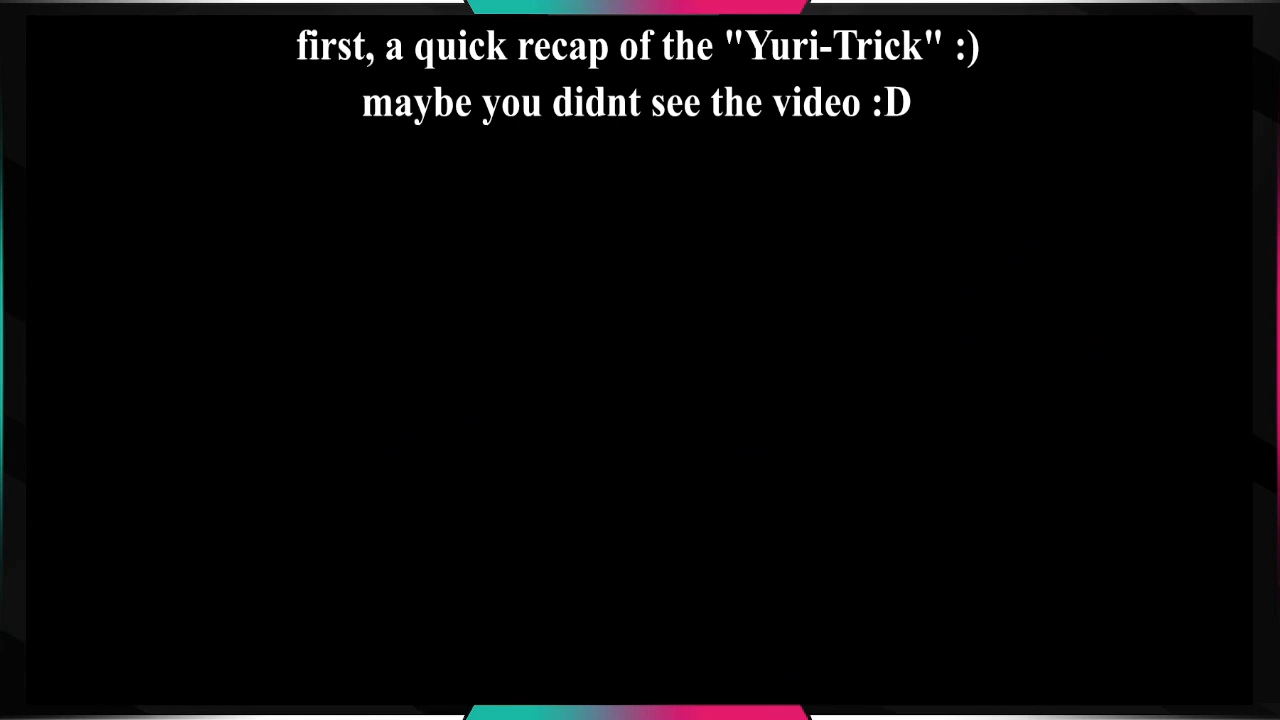 first, a quick recap of the "Yuri-Trick" :)
maybe you didnt see the video :D